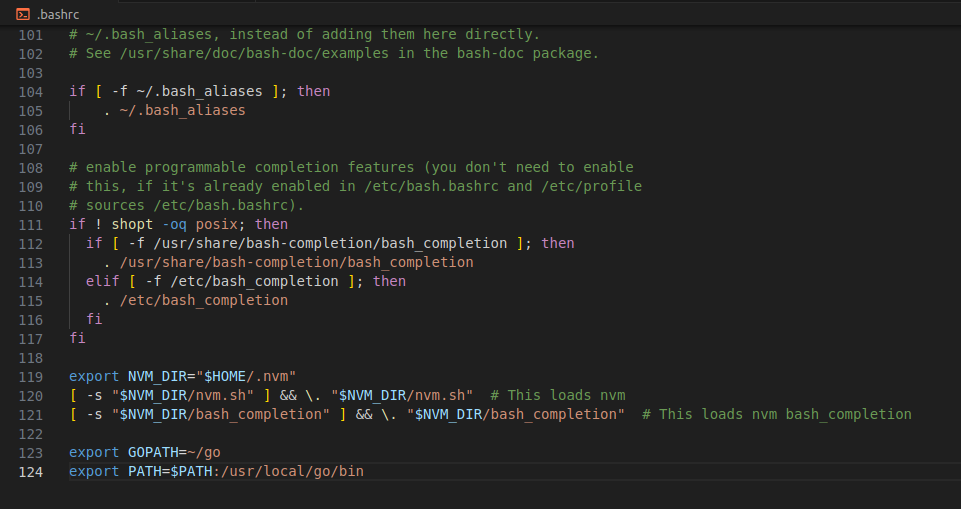 .bashrc
101 # ~/.bash_aliases, instead of adding them here directly.
102 # See /usr/share/doc/bash-doc/examples in the bash-doc package.
103
104 if [ -f ~/.bash_aliases ]; then
105     . ~/.bash_aliases
106 fi
107
108 # enable programmable completion features (you don't need to enable
109 # this, if it's already enabled in /etc/bash.bashrc and /etc/profile
110 # sources /etc/bash.bashrc).
111 if ! shopt -oq posix; then
112   if [ -f /usr/share/bash-completion/bash_completion ]; then
113     . /usr/share/bash-completion/bash_completion
114   elif [ -f /etc/bash_completion ]; then
115     . /etc/bash_completion
116   fi
117 fi
118
119 export NVM_DIR="$HOME/.nvm"
120 [ -s "$NVM_DIR/nvm.sh" ] && \. "$NVM_DIR/nvm.sh"  # This loads nvm
121 [ -s "$NVM_DIR/bash_completion" ] && \. "$NVM_DIR/bash_completion"  # This loads nvm bash_completion
122
123 export GOPATH=~/go
124 export PATH=$PATH:/usr/local/go/bin